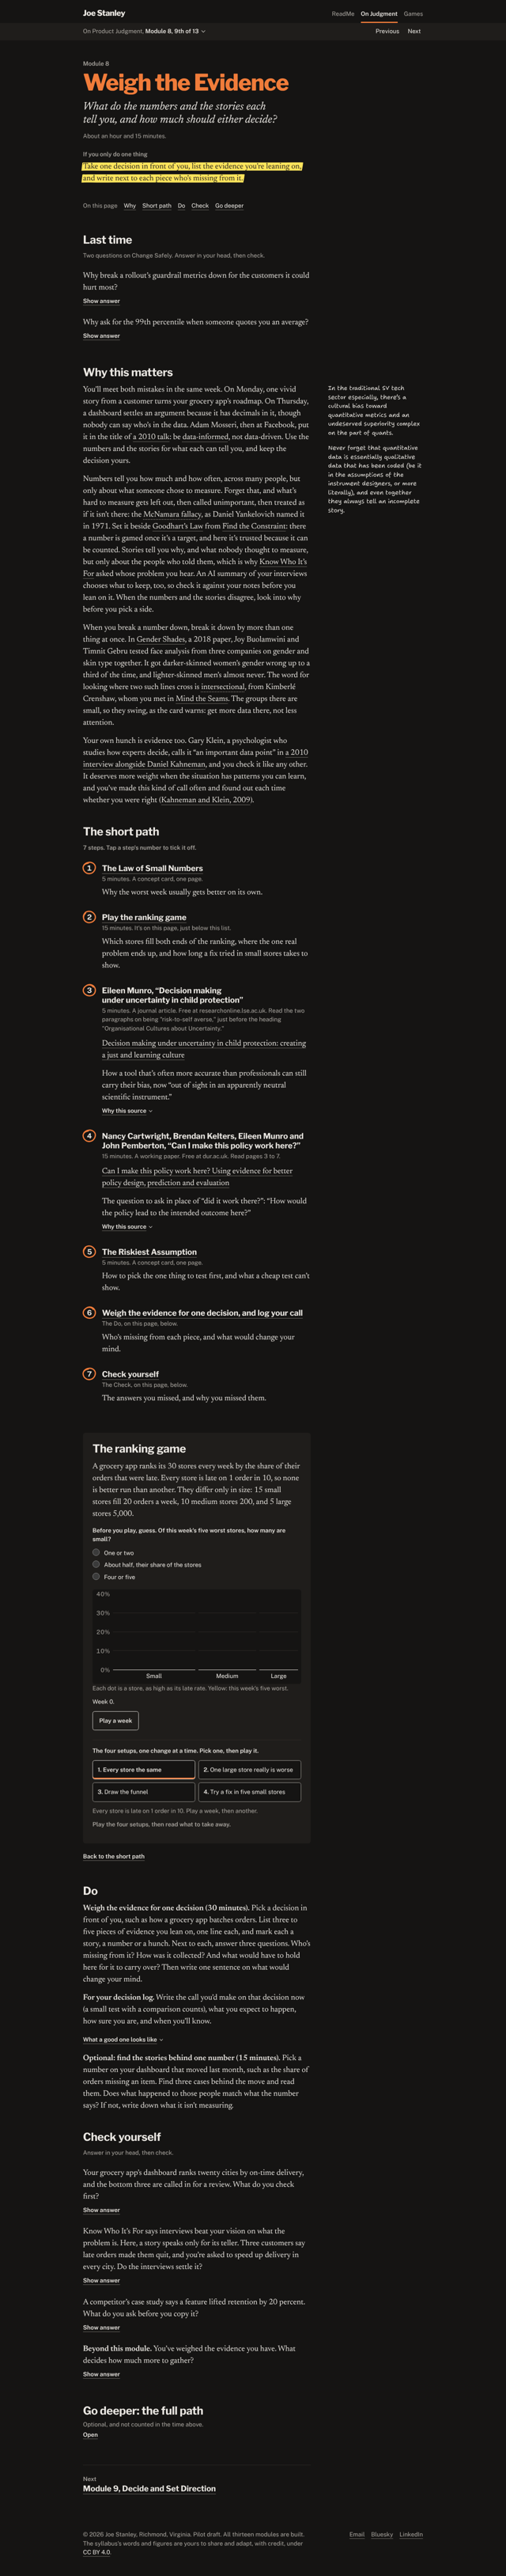 Joe Stanley
ReadMe On Judgment Games
On Product Judgment, Module 8, 9th of 13
Previous Next
Module 8
Weigh the Evidence
What do the numbers and the stories each
tell you, and how much should either decide?
About an hour and 15 minutes.
If you only do one thing
Take one decision in front of you, list the evidence you're leaning on,
and write next to each piece who's missing from it.
On this page Why Short path Do Check Go deeper
Last time
Two questions on Change Safely. Answer in your head, then check.
Why break a rollout's guardrail metrics down for the customers it could
hurt most?
Show answer
Why ask for the 99th percentile when someone quotes you an average?
Show answer
Why this matters
You'll meet both mistakes in the same week. On Monday, one vivid
story from a customer turns your grocery app's roadmap. On Thursday,
a dashboard settles an argument because it has decimals in it, though
nobody can say who's in the data. Adam Mosseri, then at Facebook, put
it in the title of a 2010 talk: be data-informed, not data-driven. Use the
numbers and the stories for what each can tell you, and keep the
decision yours.
In the traditional SV tech
sector especially, there's a
cultural bias toward
quantitative metrics and an
undeserved superiority complex
on the part of quants.
Never forget that quantitative
data is essentially qualitative
data that has been coded (be it
in the assumptions of the
instrument designers, or more
literally), and even together
they always tell an incomplete
story.
Numbers tell you how much and how often, across many people, but
only about what someone chose to measure. Forget that, and what's
hard to measure gets left out, then called unimportant, then treated as
if it isn't there: the McNamara fallacy, as Daniel Yankelovich named it
in 1971. Set it beside Goodhart's Law from Find the Constraint: there
a number is gamed once it's a target, and here it's trusted because it can
be counted. Stories tell you why, and what nobody thought to measure,
but only about the people who told them, which is why Know Who It's
For asked whose problem you hear. An AI summary of your interviews
chooses what to keep, too, so check it against your notes before you
lean on it. When the numbers and the stories disagree, look into why
before you pick a side.
When you break a number down, break it down by more than one
thing at once. In Gender Shades, a 2018 paper, Joy Buolamwini and
Timnit Gebru tested face analysis from three companies on gender and
skin type together. It got darker-skinned women's gender wrong up to a
third of the time, and lighter-skinned men's almost never. The word for
looking where two such lines cross is intersectional, from Kimberlé
Crenshaw, whom you met in Mind the Seams. The groups there are
small, so they swing, as the card warns: get more data there, not less
attention.
Your own hunch is evidence too. Gary Klein, a psychologist who
studies how experts decide, calls it "an important data point" in a 2010
interview alongside Daniel Kahneman, and you check it like any other.
It deserves more weight when the situation has patterns you can learn,
and you've made this kind of call often and found out each time
whether you were right (Kahneman and Klein, 2009).
The short path
7 steps. Tap a step's number to tick it off.
1 The Law of Small Numbers
5 minutes. A concept card, one page.
Why the worst week usually gets better on its own.
2 Play the ranking game
15 minutes. It's on this page, just below this list.
Which stores fill both ends of the ranking, where the one real
problem ends up, and how long a fix tried in small stores takes to
show.
3 Eileen Munro, "Decision making
under uncertainty in child protection"
5 minutes. A journal article. Free at researchonline.lse.ac.uk. Read the two
paragraphs on being "risk-to-self averse," just before the heading
"Organisational Cultures about Uncertainty."
Decision making under uncertainty in child protection: creating
a just and learning culture
How a tool that's often more accurate than professionals can still
carry their bias, now "out of sight in an apparently neutral
scientific instrument."
Why this source
4 Nancy Cartwright, Brendan Kelters, Eileen Munro and
John Pemberton, "Can I make this policy work here?"
15 minutes. A working paper. Free at dur.ac.uk. Read pages 3 to 7.
Can I make this policy work here? Using evidence for better
policy design, prediction and evaluation
The question to ask in place of "did it work there?": "How would
the policy lead to the intended outcome here?"
Why this source
5 The Riskiest Assumption
5 minutes. A concept card, one page.
How to pick the one thing to test first, and what a cheap test can't
show.
6 Weigh the evidence for one decision, and log your call
The Do, on this page, below.
Who's missing from each piece, and what would change your
mind.
7 Check yourself
The Check, on this page, below.
The answers you missed, and why you missed them.
The ranking game
A grocery app ranks its 30 stores every week by the share of their
orders that were late. Every store is late on 1 order in 10, so none
is better run than another. They differ only in size: 15 small
stores fill 20 orders a week, 10 medium stores 200, and 5 large
stores 5,000.
Before you play, guess. Of this week's five worst stores, how many are
small?
One or two
About half, their share of the stores
Four or five
40%
30%
20%
10%
0%
Small Medium Large
Each dot is a store, as high as its late rate. Yellow: this week's five worst.
Week 0.
Play a week
The four setups, one change at a time. Pick one, then play it.
1. Every store the same
2. One large store really is worse
3. Draw the funnel
4. Try a fix in five small stores
Every store is late on 1 order in 10. Play a week, then another.
Play the four setups, then read what to take away.
Back to the short path
Do
Weigh the evidence for one decision (30 minutes). Pick a decision in
front of you, such as how a grocery app batches orders. List three to
five pieces of evidence you lean on, one line each, and mark each a
story, a number or a hunch. Next to each, answer three questions. Who's
missing from it? How was it collected? And what would have to hold
here for it to carry over? Then write one sentence on what would
change your mind.
For your decision log. Write the call you'd make on that decision now
(a small test with a comparison counts), what you expect to happen,
how sure you are, and when you'll know.
What a good one looks like
Optional: find the stories behind one number (15 minutes). Pick a
number on your dashboard that moved last month, such as the share of
orders missing an item. Find three cases behind the move and read
them. Does what happened to those people match what the number
says? If not, write down what it isn't measuring.
Check yourself
Answer in your head, then check.
Your grocery app's dashboard ranks twenty cities by on-time delivery,
and the bottom three are called in for a review. What do you check
first?
Show answer
Know Who It's For says interviews beat your vision on what the
problem is. Here, a story speaks only for its teller. Three customers say
late orders made them quit, and you're asked to speed up delivery in
every city. Do the interviews settle it?
Show answer
A competitor's case study says a feature lifted retention by 20 percent.
What do you ask before you copy it?
Show answer
Beyond this module. You've weighed the evidence you have. What
decides how much more to gather?
Show answer
Go deeper: the full path
Optional, and not counted in the time above.
Open
Next
Module 9, Decide and Set Direction
© 2026 Joe Stanley, Richmond, Virginia. Pilot draft. All thirteen modules are built.
The syllabus's words and figures are yours to share and adapt, with credit, under
CC BY 4.0.
Email Bluesky LinkedIn